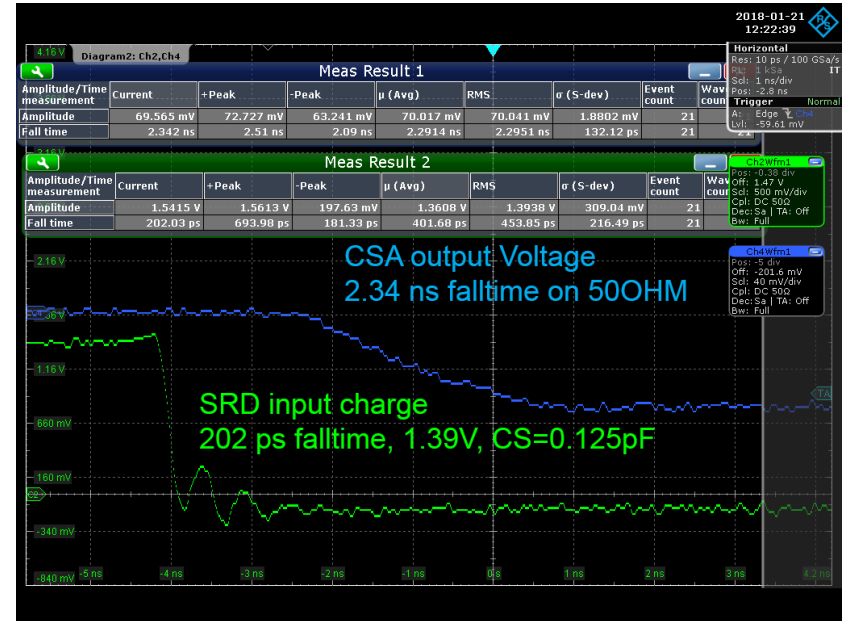 2018-01-21
12:22:39
4.16 V
Diagram2: Ch2,Ch4
Horizontal
Res: 10 ps / 100 GSa/s
RL: 1 kSa IT
Scl: 1 ns/div
Pos: -2.8 ns
Trigger Normal
A: Edge Ch4
Lvl: -59.61 mV
Meas Result 1
Amplitude/Time measurement Current +Peak -Peak μ (Avg) RMS σ (S-dev) Event count
Amplitude 69.565 mV 72.727 mV 63.241 mV 70.017 mV 70.041 mV 1.8802 mV 21
Fall time 2.342 ns 2.51 ns 2.09 ns 2.2914 ns 2.2951 ns 132.12 ps 21 21
Meas Result 2
Amplitude/Time measurement Current +Peak -Peak μ (Avg) RMS σ (S-dev) Event count
Amplitude 1.5415 V 1.5613 V 197.63 mV 1.3608 V 1.3938 V 309.04 mV 21
Fall time 202.03 ps 693.98 ps 181.33 ps 401.68 ps 453.85 ps 216.49 ps 21
Ch2Wfm1
Pos: -0.38 div
Off: 1.47 V
Scl: 500 mV/div
Cpl: DC 50Ω
Dec: Sa | TA: Off
Bw: Full
Ch4Wfm1
Pos: -5 div
Off: -201.6 mV
Scl: 40 mV/div
Cpl: DC 50Ω
Dec: Sa | TA: Off
Bw: Full
2.16 V
CSA output Voltage
2.34 ns falltime on 50OHM
1.16 V
TA
SRD input charge
202 ps falltime, 1.39V, CS=0.125pF
660 mV
160 mV
C2
-340 mV
-840 mV
-5 ns
-4 ns
-3 ns
-2 ns
-1 ns
0 s
1 ns
2 ns
3 ns
4.2 ns